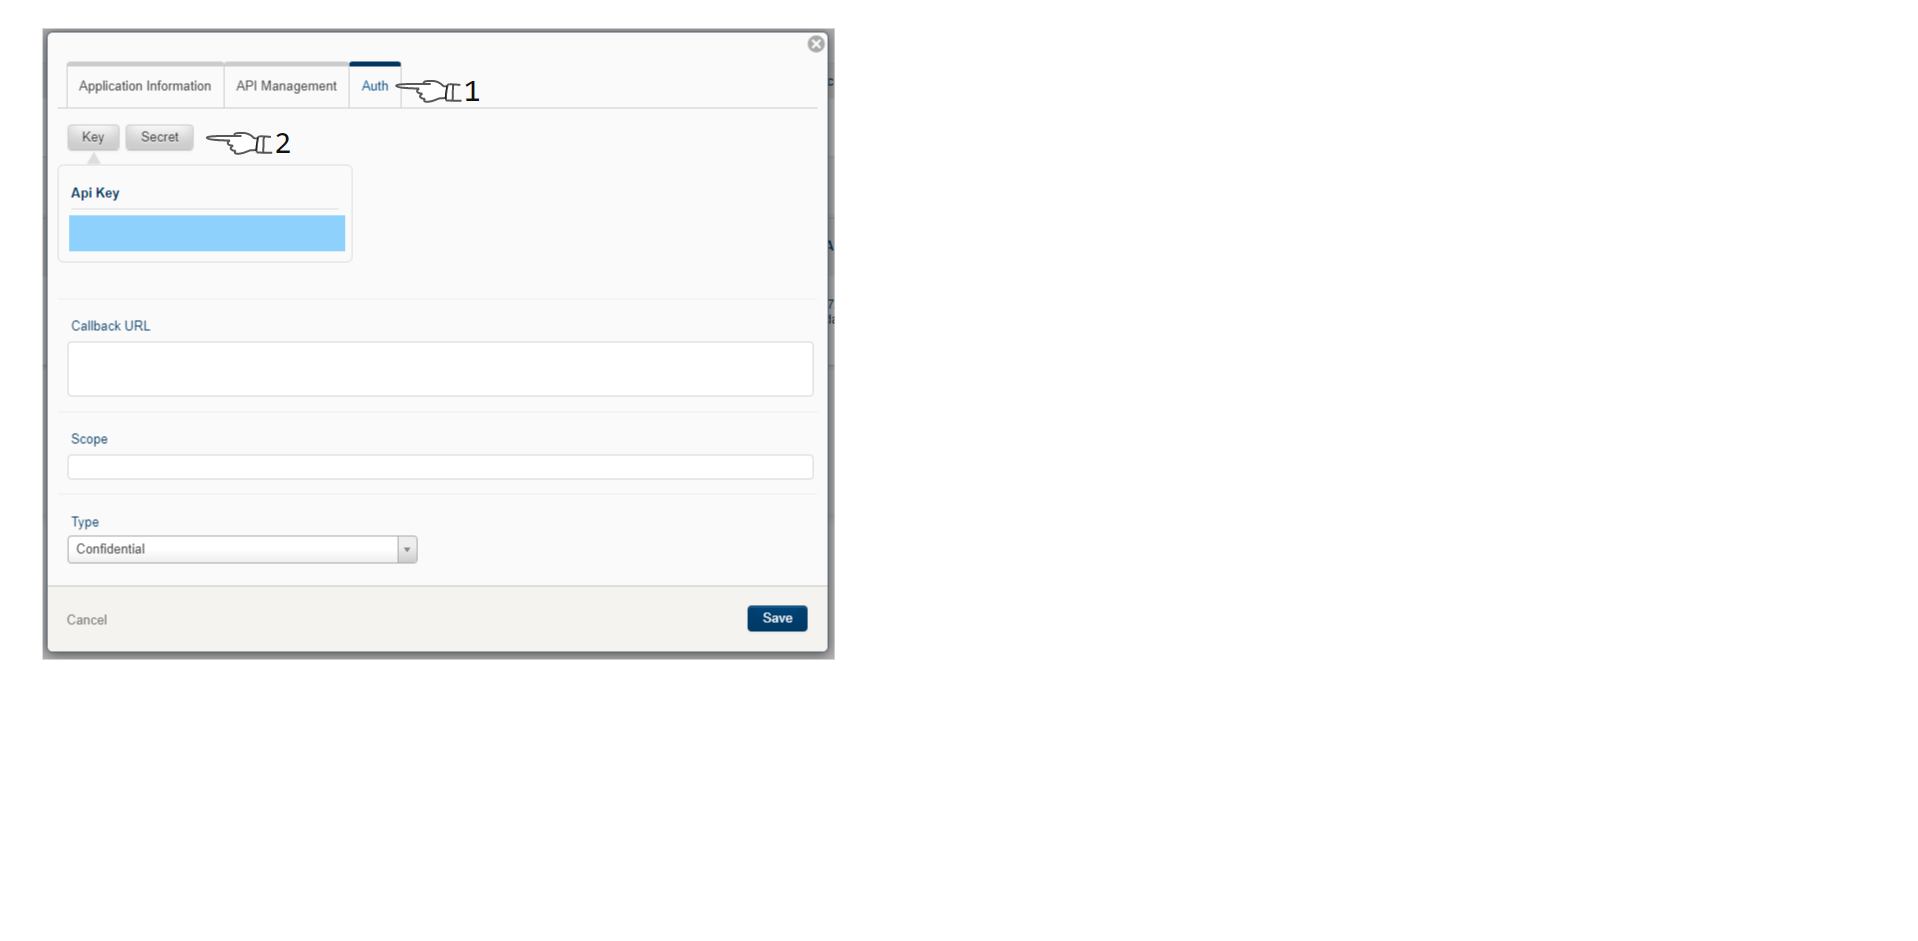 Application Information
API Management
Auth
1
Key
Secret
2
Api Key
Callback URL
Scope
Type
Confidential
Cancel
Save